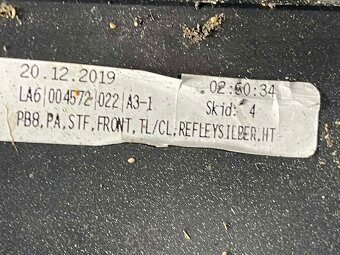 20.12.2019 02:50:34
LA6|004572|022|A3-1 Skid: 4
PB8,PA,STF,FRONT,TL/CL,REFLEYSILBER,HT